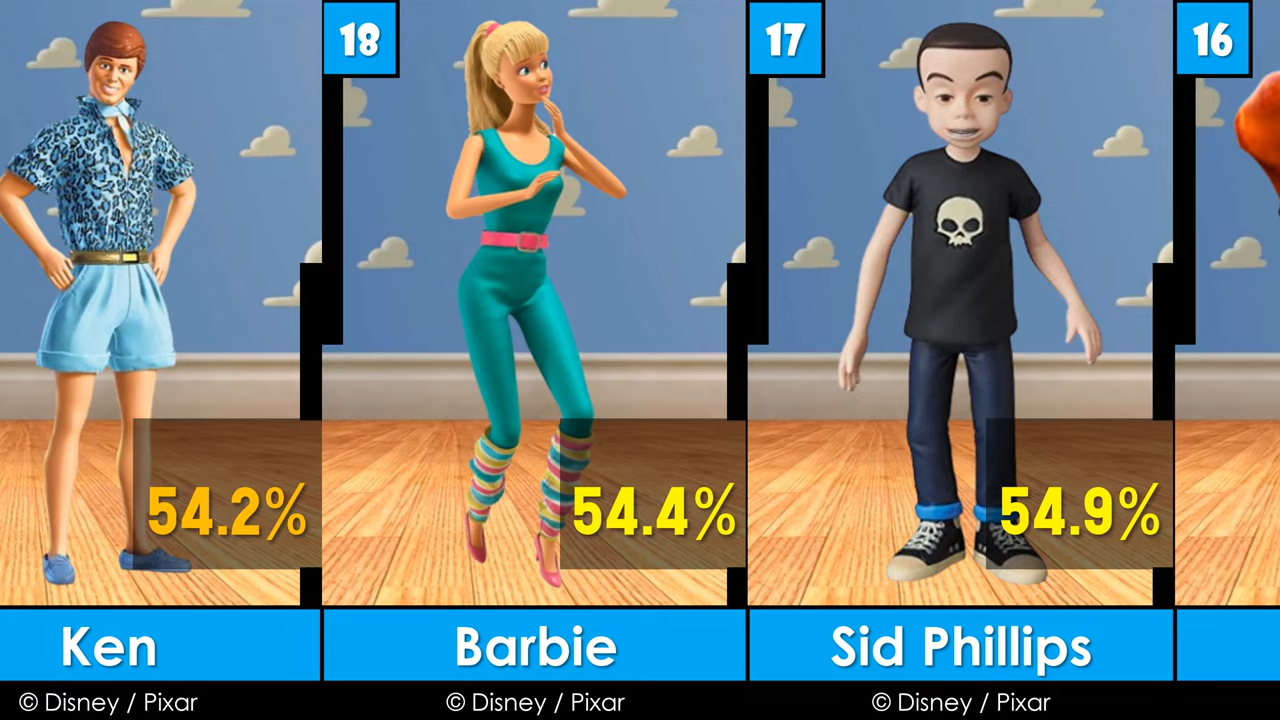 18
17
16
54.2%
54.4%
54.9%
Ken
Barbie
Sid Phillips
© Disney / Pixar
© Disney / Pixar
© Disney / Pixar